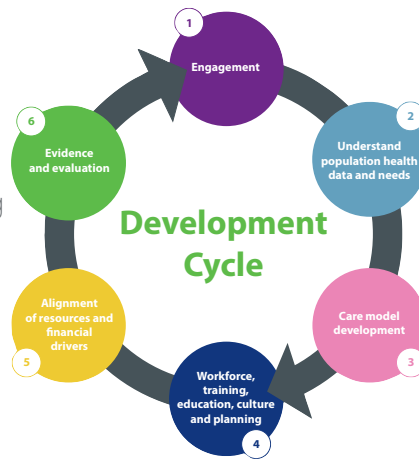 1
Engagement
2
Understand
population health
data and needs
Care model
development
3
Workforce,
training,
education, culture
and planning
4
Alignment
of resources and
financial
drivers
5
6
Evidence
and evaluation
Development
Cycle